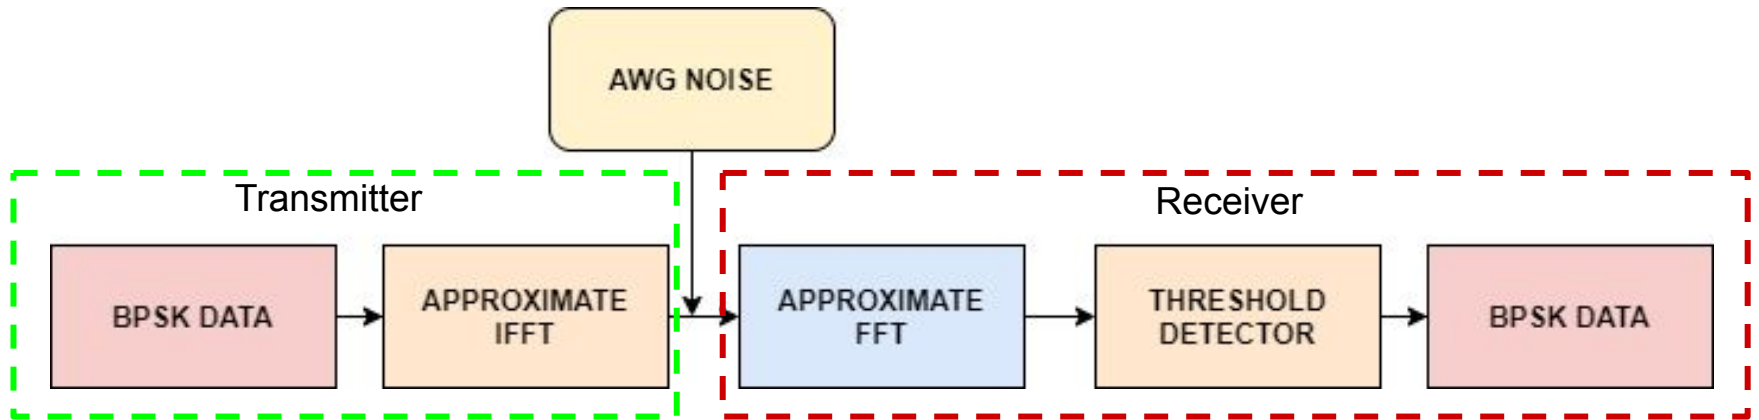 AWG NOISE
Transmitter
Receiver
BPSK DATA
APPROXIMATE
IFFT
APPROXIMATE
FFT
THRESHOLD
DETECTOR
BPSK DATA